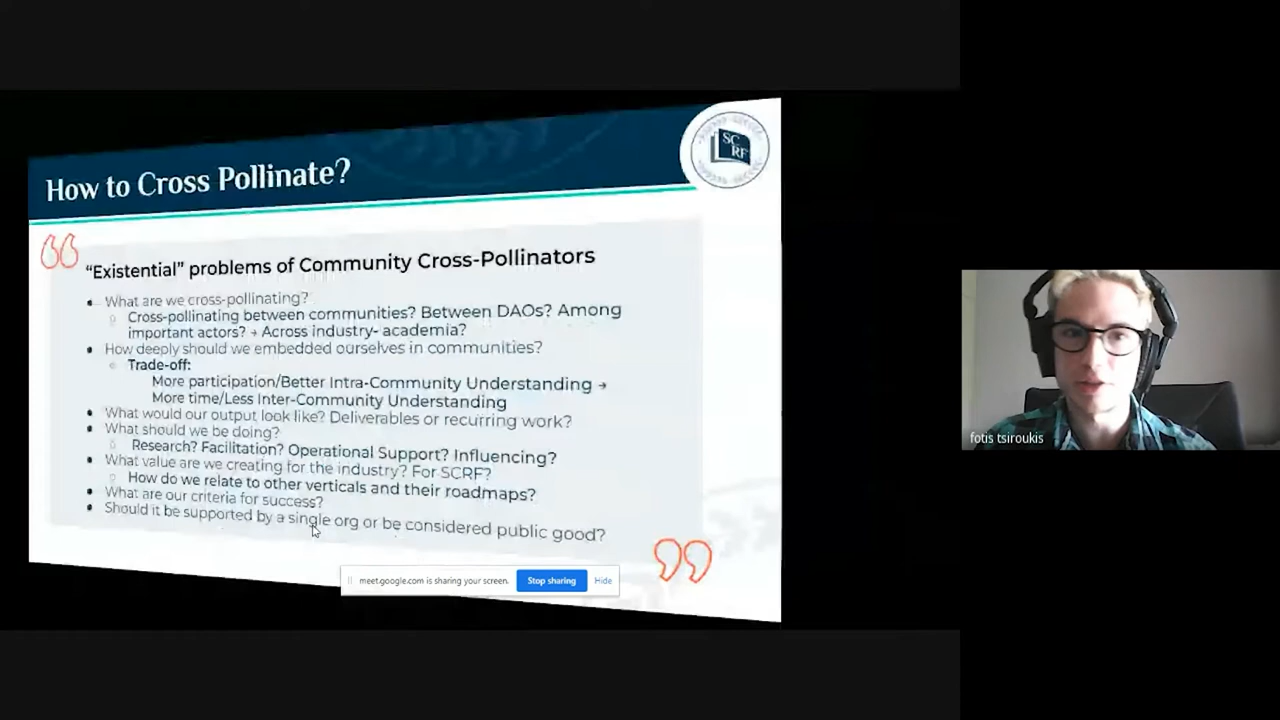 How to Cross Pollinate?
SC
RF
“Existential” problems of Community Cross-Pollinators
What are we cross-pollinating?
Cross-pollinating between communities? Between DAOs? Among
important actors? → Across industry- academia?
How deeply should we embedded ourselves in communities?
Trade-off:
More participation/Better Intra-Community Understanding →
More time/Less Inter-Community Understanding
What would our output look like? Deliverables or recurring work?
What should we be doing?
Research? Facilitation? Operational Support? Influencing?
What value are we creating for the industry? For SCRF?
How do we relate to other verticals and their roadmaps?
What are our criteria for success?
Should it be supported by a single org or be considered public good?
meet.google.com is sharing your screen.
Stop sharing
Hide
fotis tsiroukis